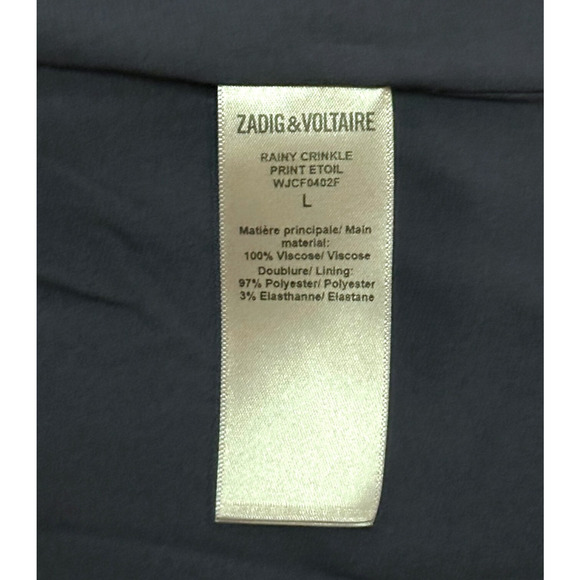 ZADIG&VOLTAIRE
RAINY CRINKLE
PRINT ETOIL
WJCF0402F
L
Matière principale/ Main
material:
100% Viscose/ Viscose
Doublure/ Lining:
97% Polyester/ Polyester
3% Elasthanne/ Elastane